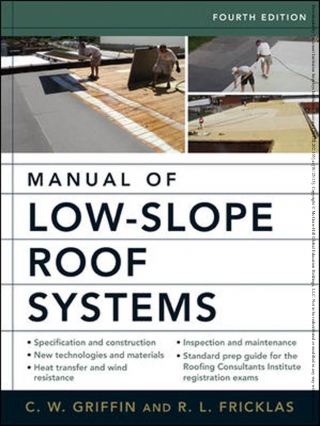 FOURTH EDITION
MANUAL OF
LOW-SLOPE
ROOF
SYSTEMS
• Specification and construction
• New technologies and materials
• Heat transfer and wind
resistance
• Inspection and maintenance
• Standard prep guide for the
Roofing Consultants Institute
registration exams
C. W. GRIFFIN AND R. L. FRICKLAS